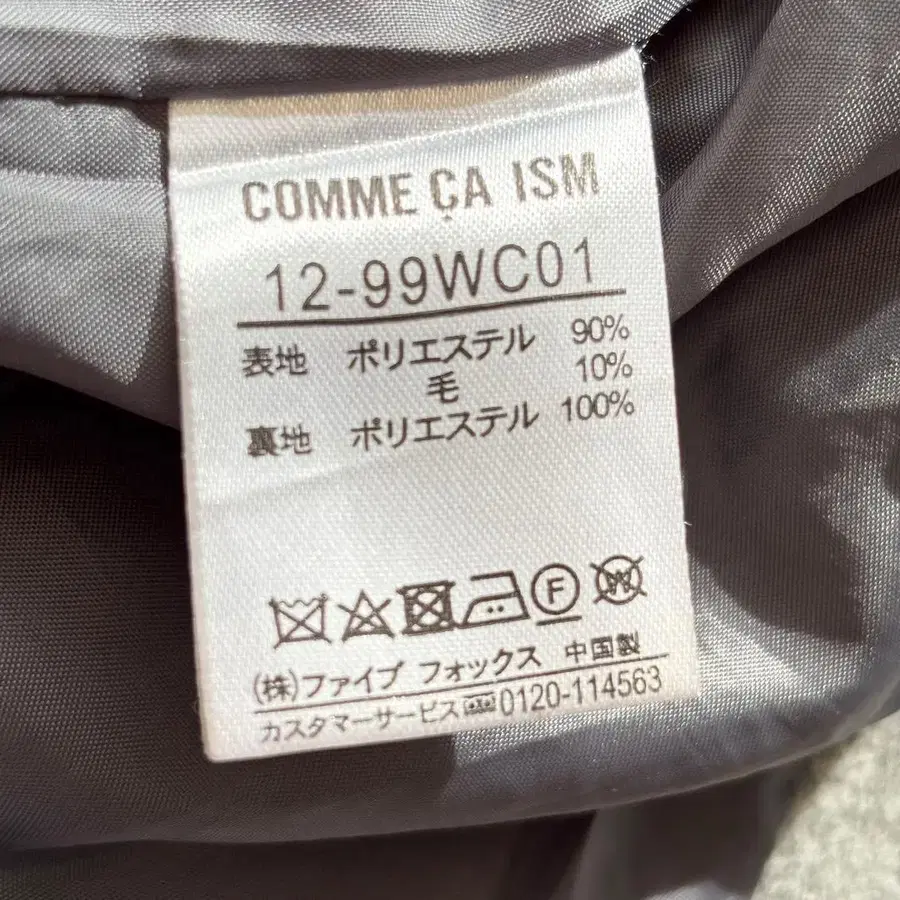 COMME ÇA ISM
12-99WC01
表地 ポリエステル 90%
毛 10%
裏地 ポリエステル 100%
F W
(株)ファイブ フォックス 中国製
カスタマーサービス 0120-114563